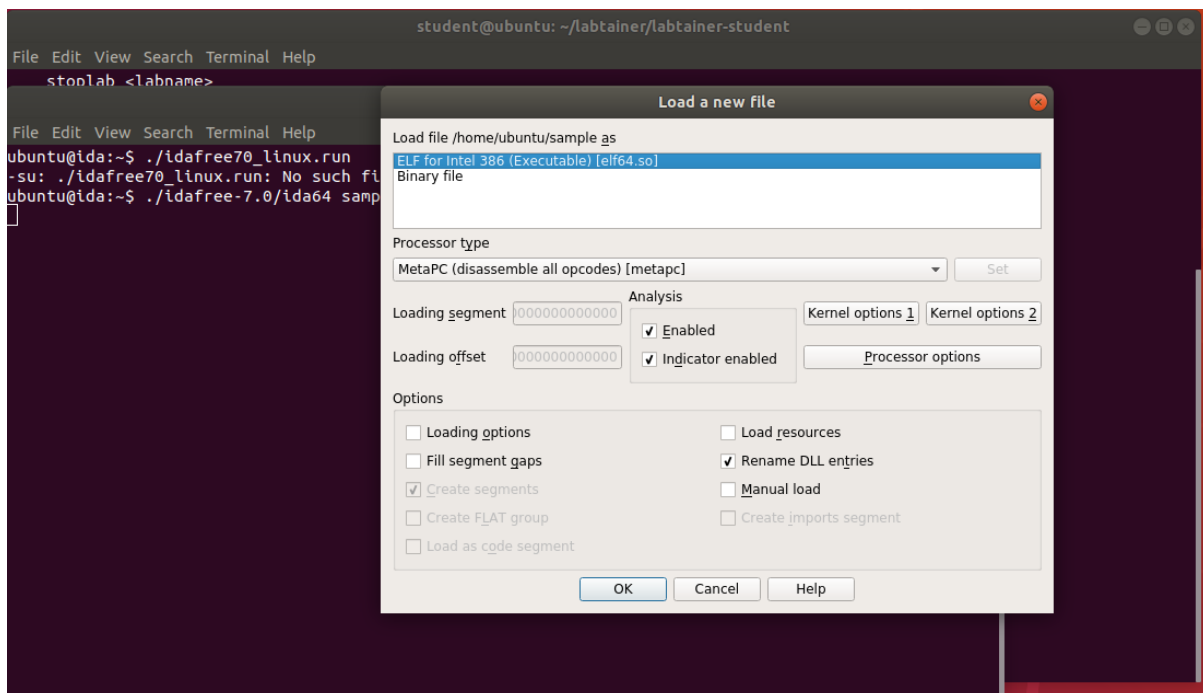 student@ubuntu: ~/labtainer/labtainer-student
File Edit View Search Terminal Help
stoplab <labname>
File Edit View Search Terminal Help
ubuntu@ida:~$ ./idafree70_linux.run
-su: ./idafree70_linux.run: No such fi
ubuntu@ida:~$ ./idafree-7.0/ida64 samp
Load a new file
Load file /home/ubuntu/sample as
ELF for Intel 386 (Executable) [elf64.so]
Binary file
Processor type
MetaPC (disassemble all opcodes) [metapc]
Set
Loading segment 0000000000000
Loading offset 0000000000000
Analysis
Enabled
Indicator enabled
Kernel options 1 Kernel options 2
Processor options
Options
Loading options
Fill segment gaps
Create segments
Create FLAT group
Load as code segment
Load resources
Rename DLL entries
Manual load
Create imports segment
OK Cancel Help